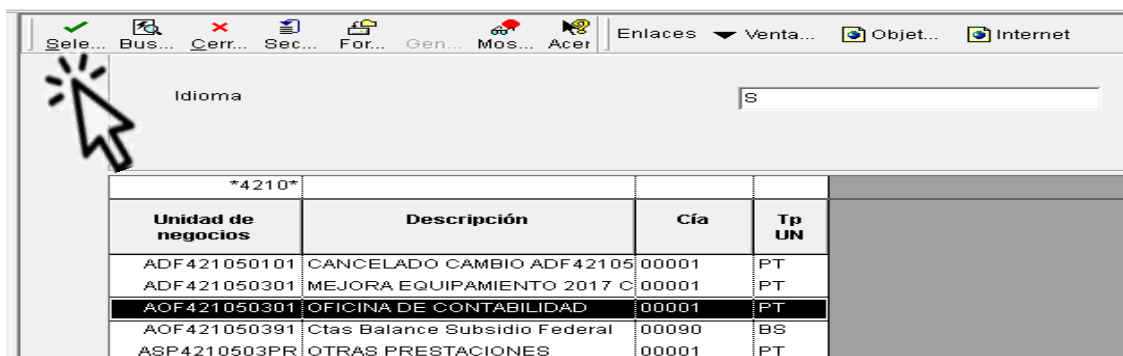 Sele... Bus... Cerr... Sec... For... Gen... Mos... Acer Enlaces Venta... Objet... Internet
Idioma S
*4210*
Unidad de negocios Descripción Cía Tp UN
ADF421050101 CANCELADO CAMBIO ADF42105 00001 PT
ADF421050301 MEJORA EQUIPAMIENTO 2017 C 00001 PT
AOF421050301 OFICINA DE CONTABILIDAD 00001 PT
AOF421050391 Ctas Balance Subsidio Federal 00090 BS
ASP4210503PR OTRAS PRESTACIONES 00001 PT